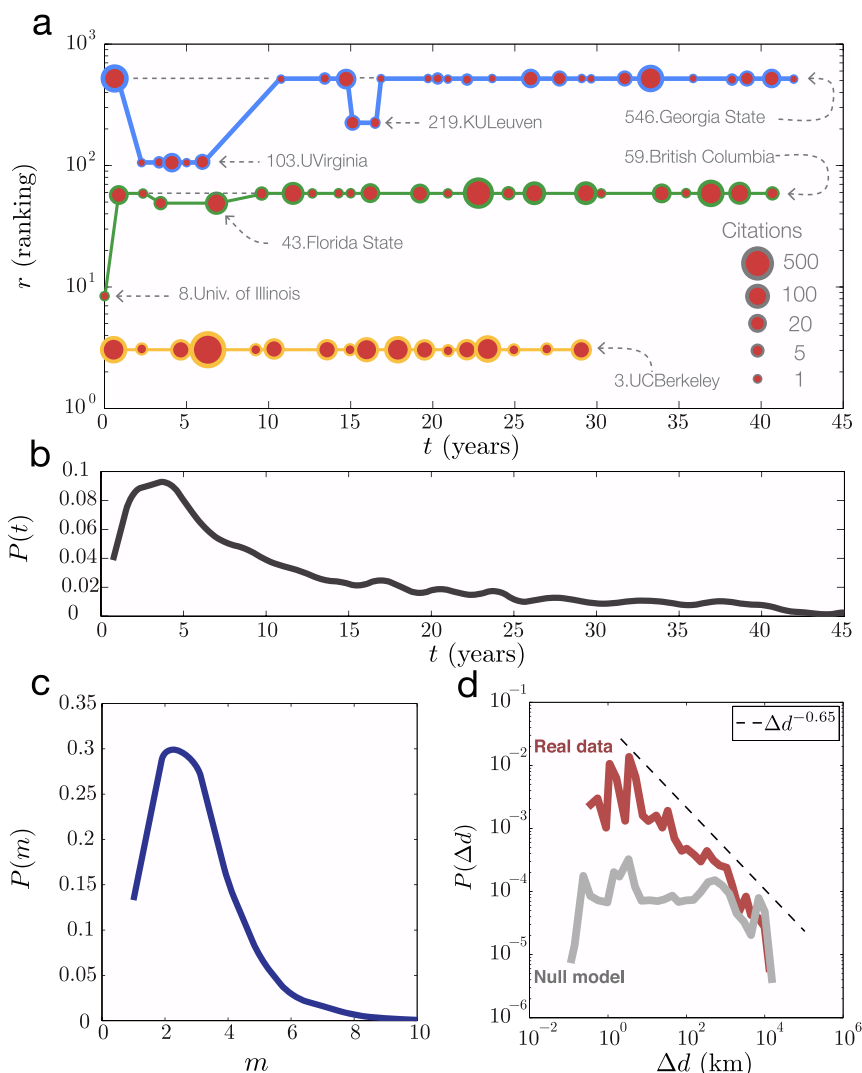 a
r (ranking)
10³
10²
10¹
10⁰
219.KULeuven
546.Georgia State
103.UVirginia
59.British Columbia
43.Florida State
Citations
8.Univ. of Illinois
500
100
20
5
1
3.UCBerkeley
0 5 10 15 20 25 30 35 40 45
t (years)
b
P(t)
0.1
0.08
0.06
0.04
0.02
0
0 5 10 15 20 25 30 35 40 45
t (years)
c
P(m)
0.35
0.3
0.25
0.2
0.15
0.1
0.05
0
0 2 4 6 8 10
m
d
P(Δd)
10⁻¹
10⁻²
10⁻³
10⁻⁴
10⁻⁵
10⁻⁶
Δd⁻⁰·⁶⁵
Real data
Null model
10⁻² 10⁰ 10² 10⁴ 10⁶
Δd (km)